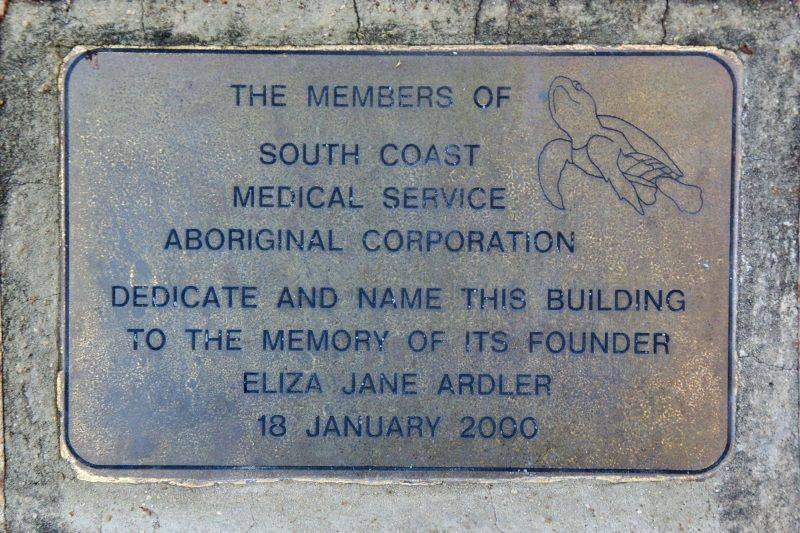 THE MEMBERS OF
SOUTH COAST
MEDICAL SERVICE
ABORIGINAL CORPORATION
DEDICATE AND NAME THIS BUILDING
TO THE MEMORY OF ITS FOUNDER
ELIZA JANE ARDLER
18 JANUARY 2000